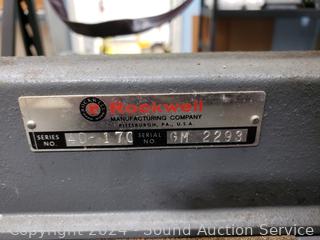 Rockwell
MANUFACTURING COMPANY
PITTSBURGH, PA., U.S.A.
SERIES NO. 170 SERIAL NO. GM 2293
Copyright 2024 - Sound Auction Service